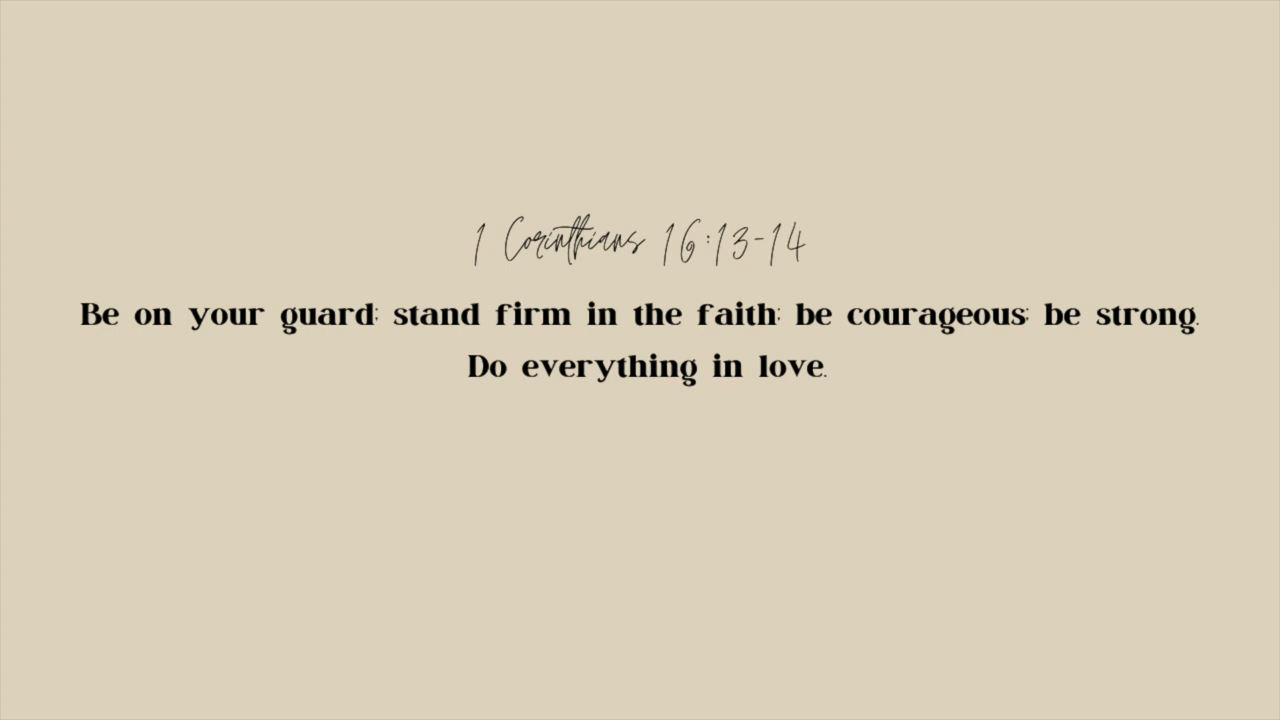 1 Corinthians 16:13-14
Be on your guard; stand firm in the faith; be courageous; be strong.
Do everything in love.